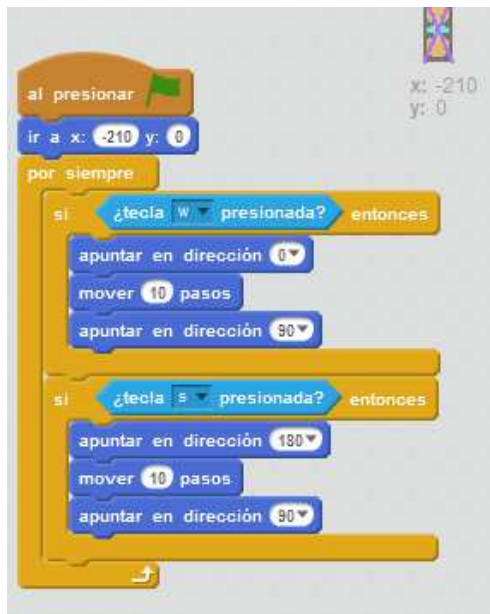 x: -210
y: 0
al presionar
ir a x: -210 y: 0
por siempre
si ¿tecla w presionada? entonces
apuntar en dirección 0
mover 10 pasos
apuntar en dirección 90
si ¿tecla s presionada? entonces
apuntar en dirección 180
mover 10 pasos
apuntar en dirección 90